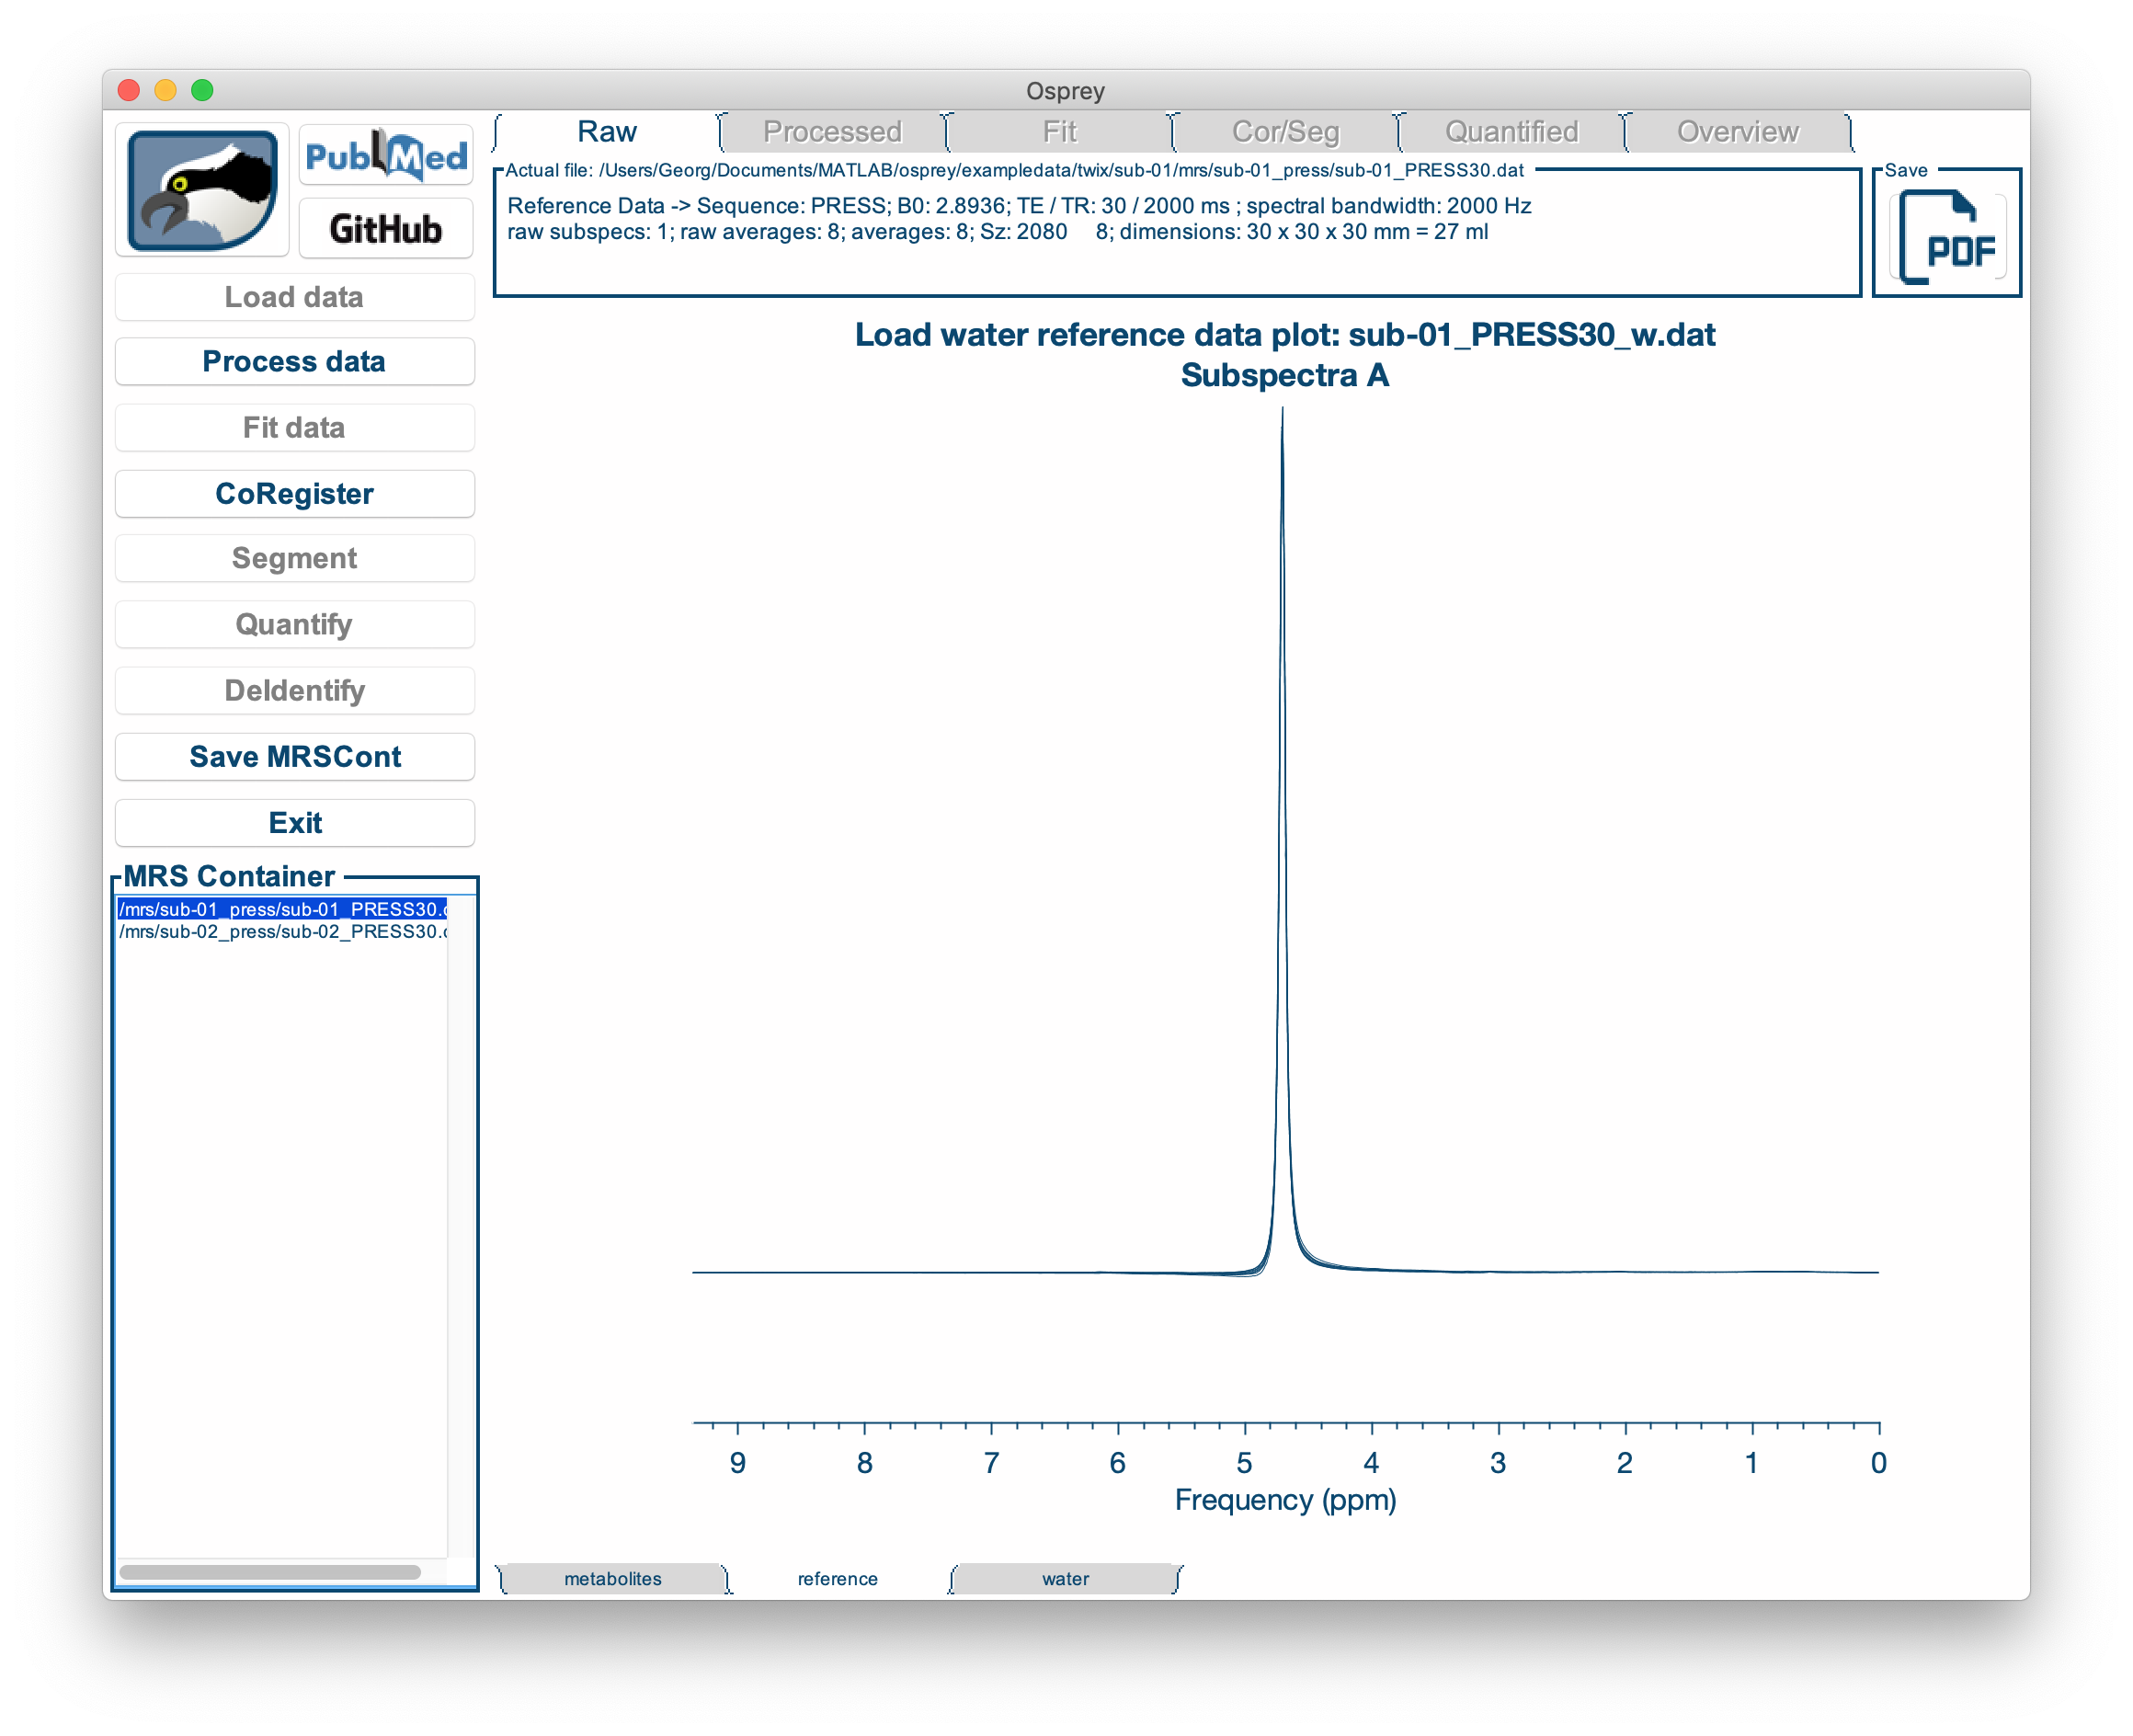 Osprey
PubMed
GitHub
Load data
Process data
Fit data
CoRegister
Segment
Quantify
DeIdentify
Save MRSCont
Exit
MRS Container
/mrs/sub-01_press/sub-01_PRESS30.
/mrs/sub-02_press/sub-02_PRESS30.
Raw Processed Fit Cor/Seg Quantified Overview
Actual file: /Users/Georg/Documents/MATLAB/osprey/exampledata/twix/sub-01/mrs/sub-01_press/sub-01_PRESS30.dat
Reference Data -> Sequence: PRESS; B0: 2.8936; TE / TR: 30 / 2000 ms ; spectral bandwidth: 2000 Hz
raw subspecs: 1; raw averages: 8; averages: 8; Sz: 2080 8; dimensions: 30 x 30 x 30 mm = 27 ml
Save
PDF
Load water reference data plot: sub-01_PRESS30_w.dat
Subspectra A
9 8 7 6 5 4 3 2 1 0
Frequency (ppm)
metabolites reference water